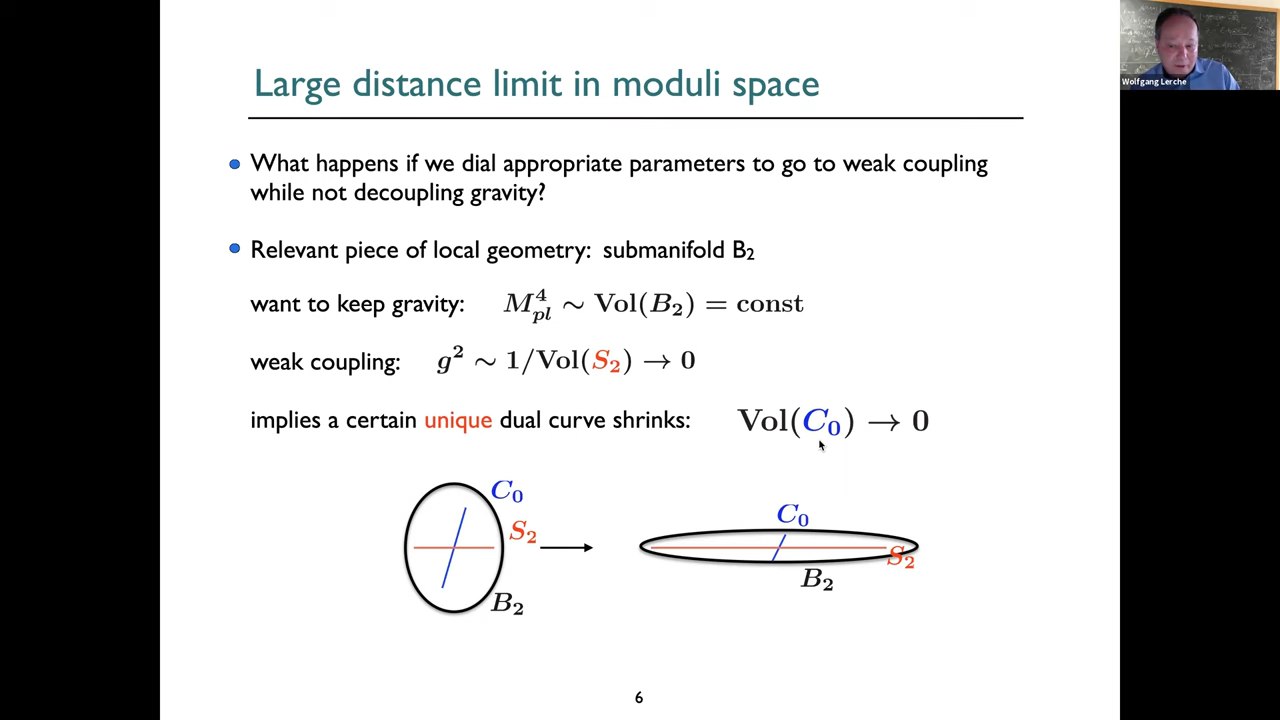 Wolfgang Lerche
Large distance limit in moduli space
What happens if we dial appropriate parameters to go to weak coupling
while not decoupling gravity?
Relevant piece of local geometry: submanifold B₂
want to keep gravity: M⁴ₚₗ ∼ Vol(B₂) = const
weak coupling: g² ∼ 1/Vol(S₂) → 0
implies a certain unique dual curve shrinks: Vol(C₀) → 0
C₀
S₂
B₂
C₀
S₂
B₂
6